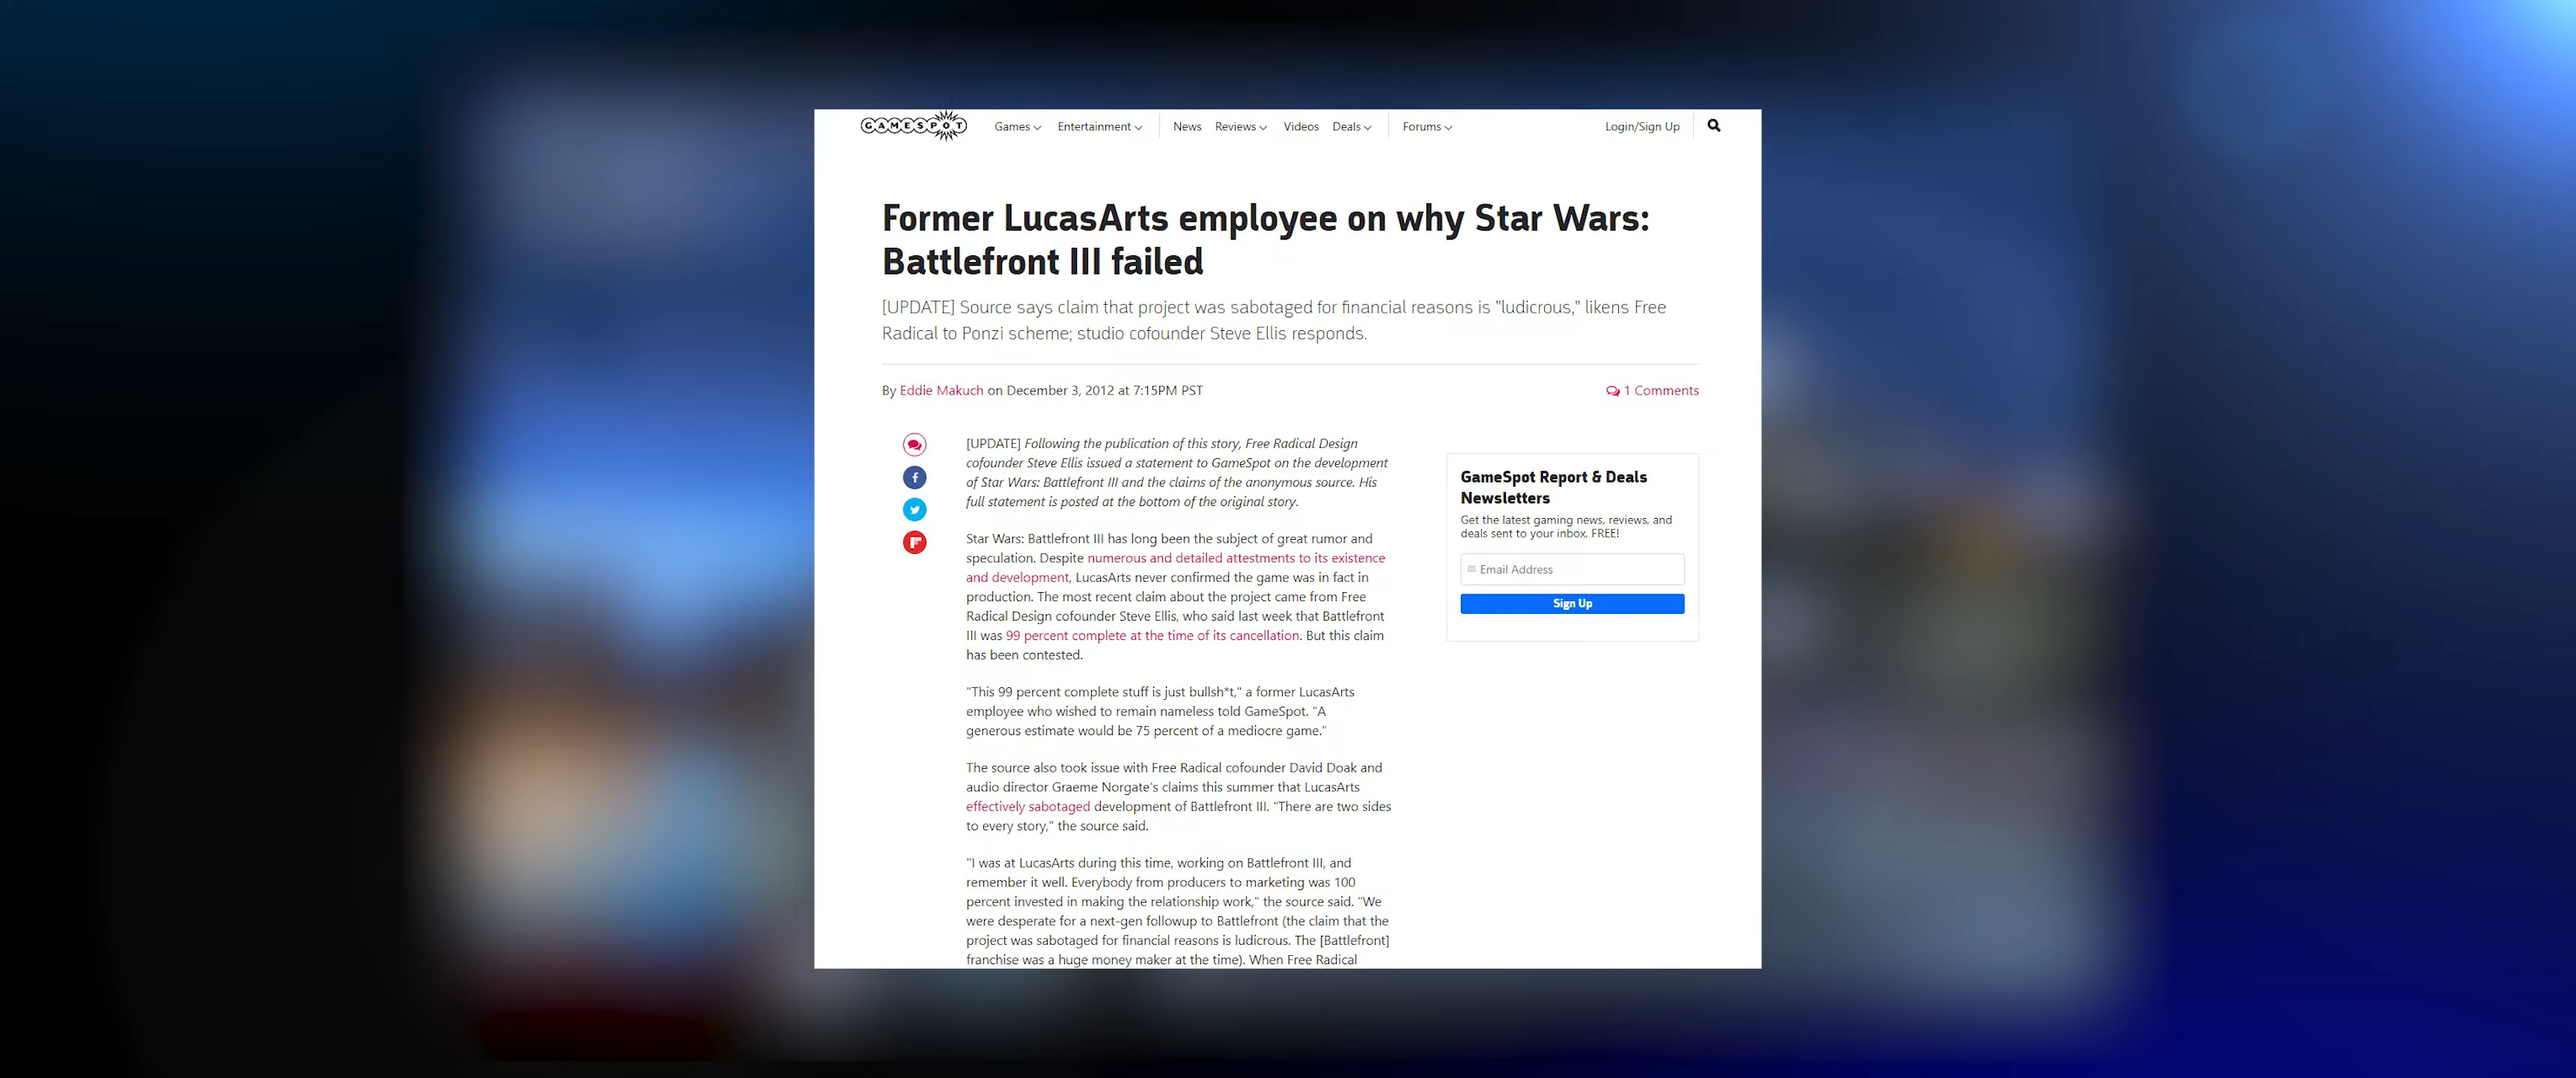 GAMESPOT
Games
Entertainment
News
Reviews
Videos
Deals
Forums
Login/Sign Up
Former LucasArts employee on why Star Wars:
Battlefront III failed
[UPDATE] Source says claim that project was sabotaged for financial reasons is "ludicrous," likens Free
Radical to Ponzi scheme; studio cofounder Steve Ellis responds.
By Eddie Makuch on December 3, 2012 at 7:15PM PST
1 Comments
[UPDATE] Following the publication of this story, Free Radical Design
cofounder Steve Ellis issued a statement to GameSpot on the development
of Star Wars: Battlefront III and the claims of the anonymous source. His
full statement is posted at the bottom of the original story.
Star Wars: Battlefront III has long been the subject of great rumor and
speculation. Despite numerous and detailed attestments to its existence
and development, LucasArts never confirmed the game was in fact in
production. The most recent claim about the project came from Free
Radical Design cofounder Steve Ellis, who said last week that Battlefront
III was 99 percent complete at the time of its cancellation. But this claim
has been contested.
"This 99 percent complete stuff is just bullsh*t," a former LucasArts
employee who wished to remain nameless told GameSpot. "A
generous estimate would be 75 percent of a mediocre game."
The source also took issue with Free Radical cofounder David Doak and
audio director Graeme Norgate's claims this summer that LucasArts
effectively sabotaged development of Battlefront III. "There are two sides
to every story," the source said.
"I was at LucasArts during this time, working on Battlefront III, and
remember it well. Everybody from producers to marketing was 100
percent invested in making the relationship work," the source said. "We
were desperate for a next-gen followup to Battlefront (the claim that the
project was sabotaged for financial reasons is ludicrous. The [Battlefront]
franchise was a huge money maker at the time). When Free Radical
GameSpot Report & Deals
Newsletters
Get the latest gaming news, reviews, and
deals sent to your inbox, FREE!
Email Address
Sign Up